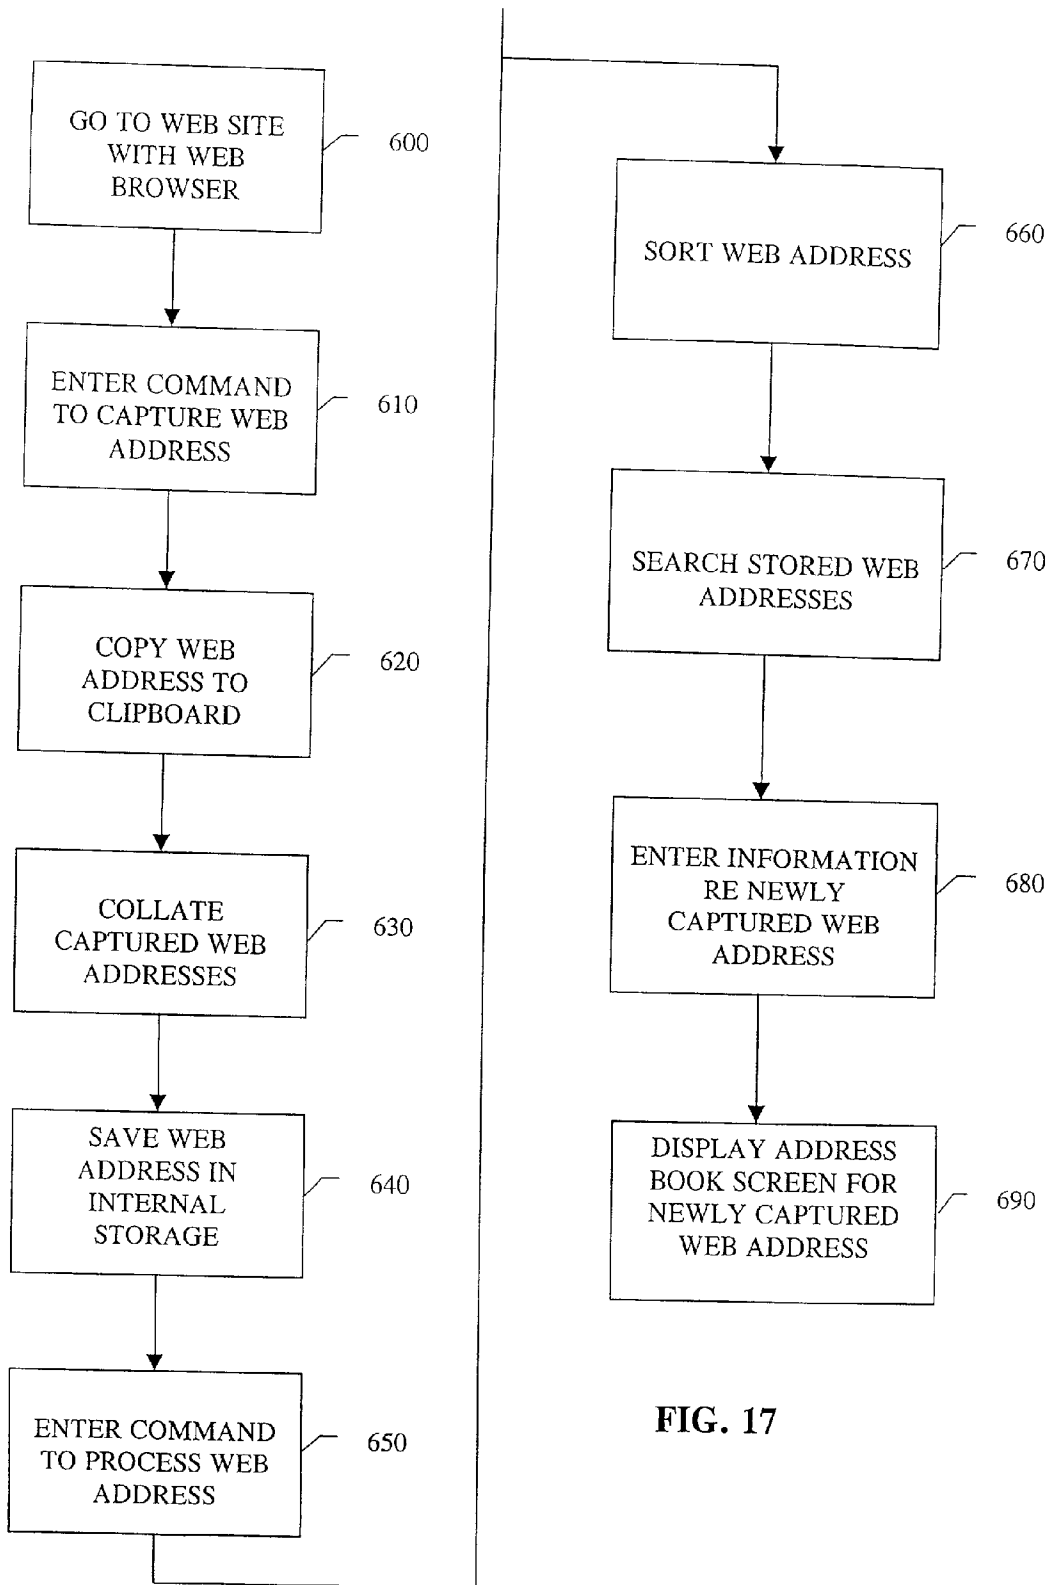 GO TO WEB SITE
WITH WEB
BROWSER
600
ENTER COMMAND
TO CAPTURE WEB
ADDRESS
610
COPY WEB
ADDRESS TO
CLIPBOARD
620
COLLATE
CAPTURED WEB
ADDRESSES
630
SAVE WEB
ADDRESS IN
INTERNAL
STORAGE
640
ENTER COMMAND
TO PROCESS WEB
ADDRESS
650
SORT WEB ADDRESS
660
SEARCH STORED WEB
ADDRESSES
670
ENTER INFORMATION
RE NEWLY
CAPTURED WEB
ADDRESS
680
DISPLAY ADDRESS
BOOK SCREEN FOR
NEWLY CAPTURED
WEB ADDRESS
690
FIG. 17